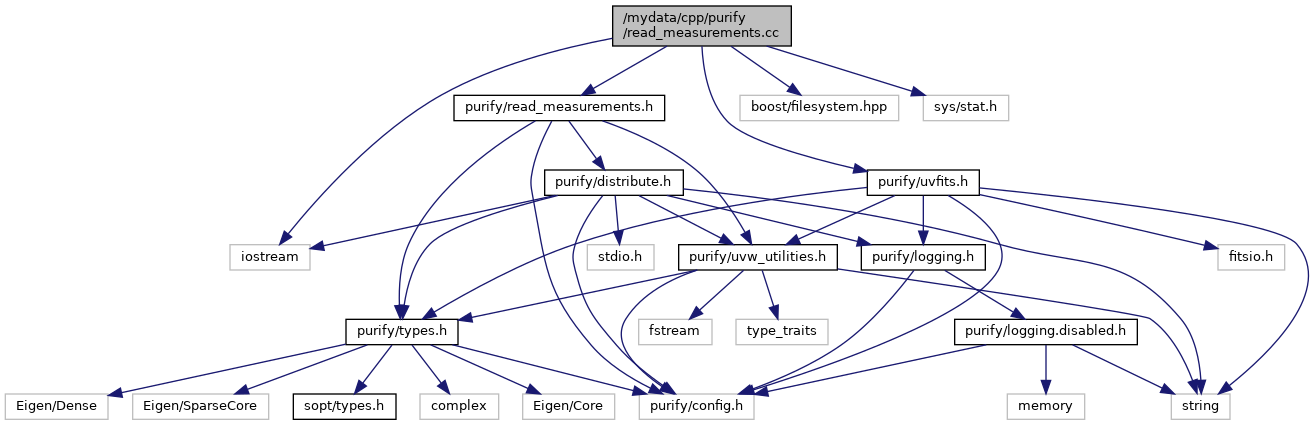 /mydata/cpp/purify
/read_measurements.cc
purify/read_measurements.h
boost/filesystem.hpp
sys/stat.h
purify/distribute.h
purify/uvfits.h
iostream
stdio.h
purify/uvw_utilities.h
purify/logging.h
fitsio.h
purify/types.h
fstream
type_traits
purify/logging.disabled.h
Eigen/Dense
Eigen/SparseCore
sopt/types.h
complex
Eigen/Core
purify/config.h
memory
string